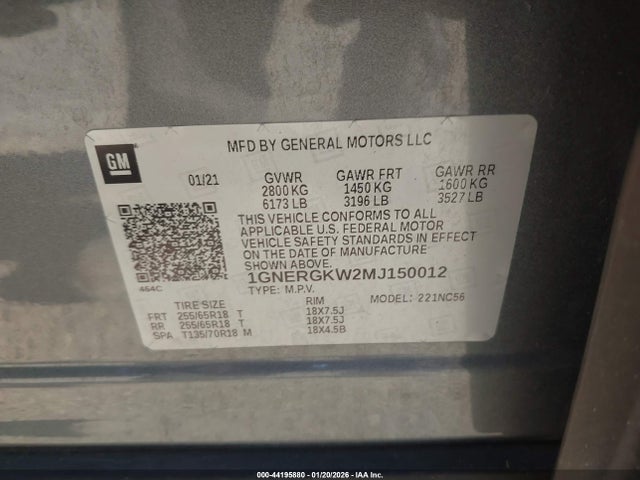 GM
MFD BY GENERAL MOTORS LLC
01/21 GVWR GAWR FRT GAWR RR
2800 KG 1450 KG 1600 KG
6173 LB 3196 LB 3527 LB
THIS VEHICLE CONFORMS TO ALL
APPLICABLE U.S. FEDERAL MOTOR
VEHICLE SAFETY STANDARDS IN EFFECT
ON THE DATE OF MANUFACTURE
SHOWN ABOVE.
1GNERGKW2MJ150012
454C
TYPE: M.P.V. MODEL: 221NC56
TIRE SIZE RIM
FRT 255/65R18 T 18X7.5J
RR 255/65R18 T 18X7.5J
SPA T135/70R18 M 18X4.5B
000-44195880 - 01/20/2026 - IAA Inc.